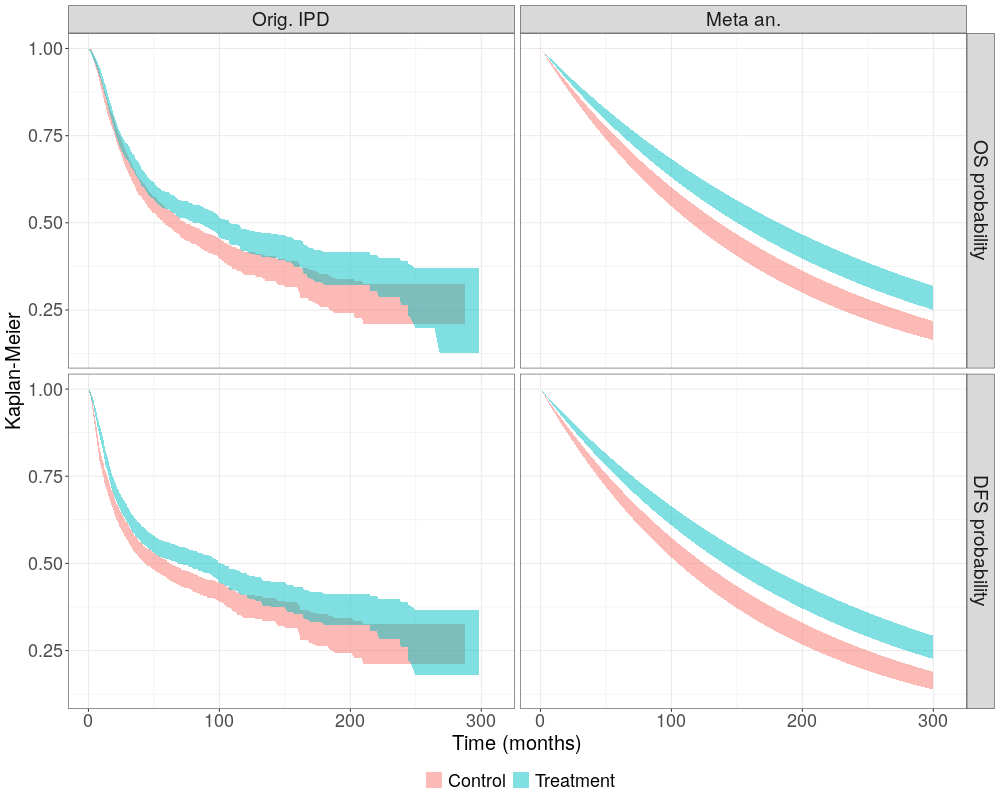 Orig. IPD
Meta an.
Kaplan-Meier
1.00
0.75
0.50
0.25
OS probability
1.00
0.75
0.50
0.25
DFS probability
0 100 200 300
0 100 200 300
Time (months)
Control Treatment